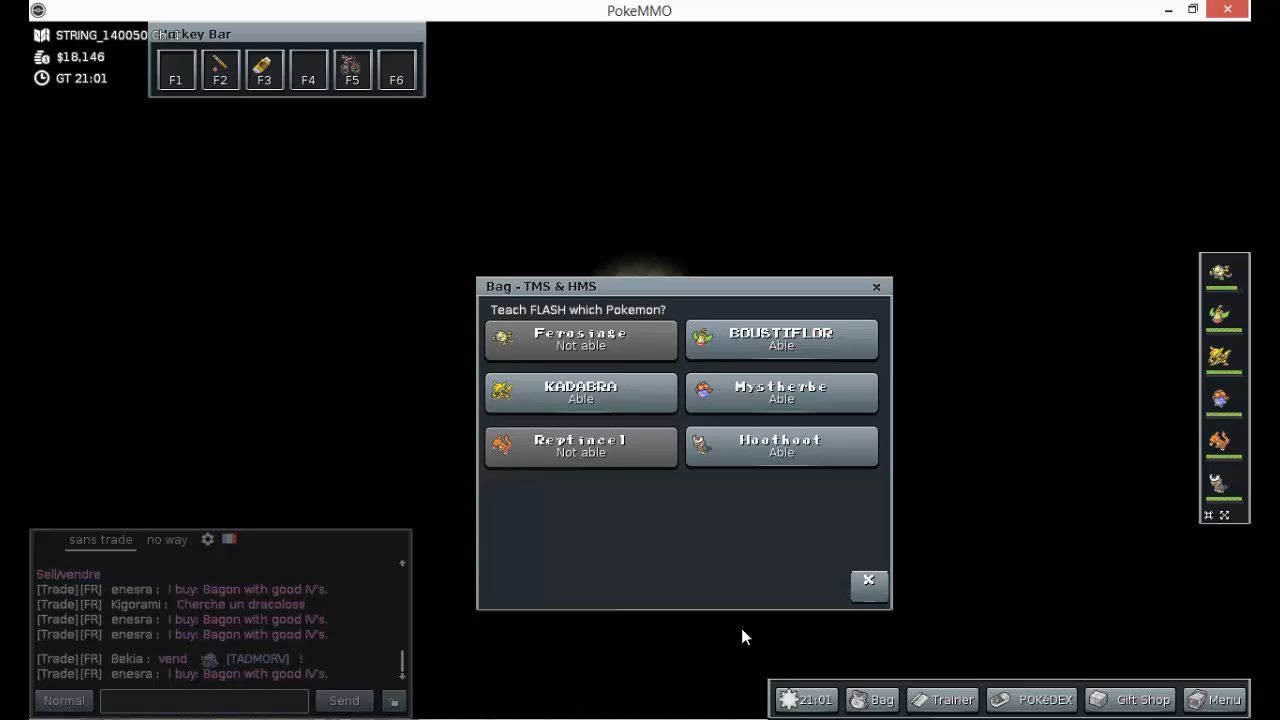 PokeMMO
STRING_140050 Ch. 1
Hotkey Bar
$18,146
GT 21:01
F1 F2 F3 F4 F5 F6
Bag - TMS & HMS
Teach FLASH which Pokemon?
Ferosinge
Not able
BOUSTIFLOR
Able
KADABRA
Able
Mystherbe
Able
Reptincel
Not able
Hoothoot
Able
sans trade no way
Sell/vendre
[Trade][FR] enesra : I buy: Bagon with good IV's.
[Trade][FR] Kigorami : Cherche un dracoloss
[Trade][FR] enesra : I buy: Bagon with good IV's.
[Trade][FR] enesra : I buy: Bagon with good IV's.
[Trade][FR] Bekia : vend [TADMORV] !
[Trade][FR] enesra : I buy: Bagon with good IV's.
Normal Send
21:01 Bag Trainer POKéDEX Gift Shop Menu